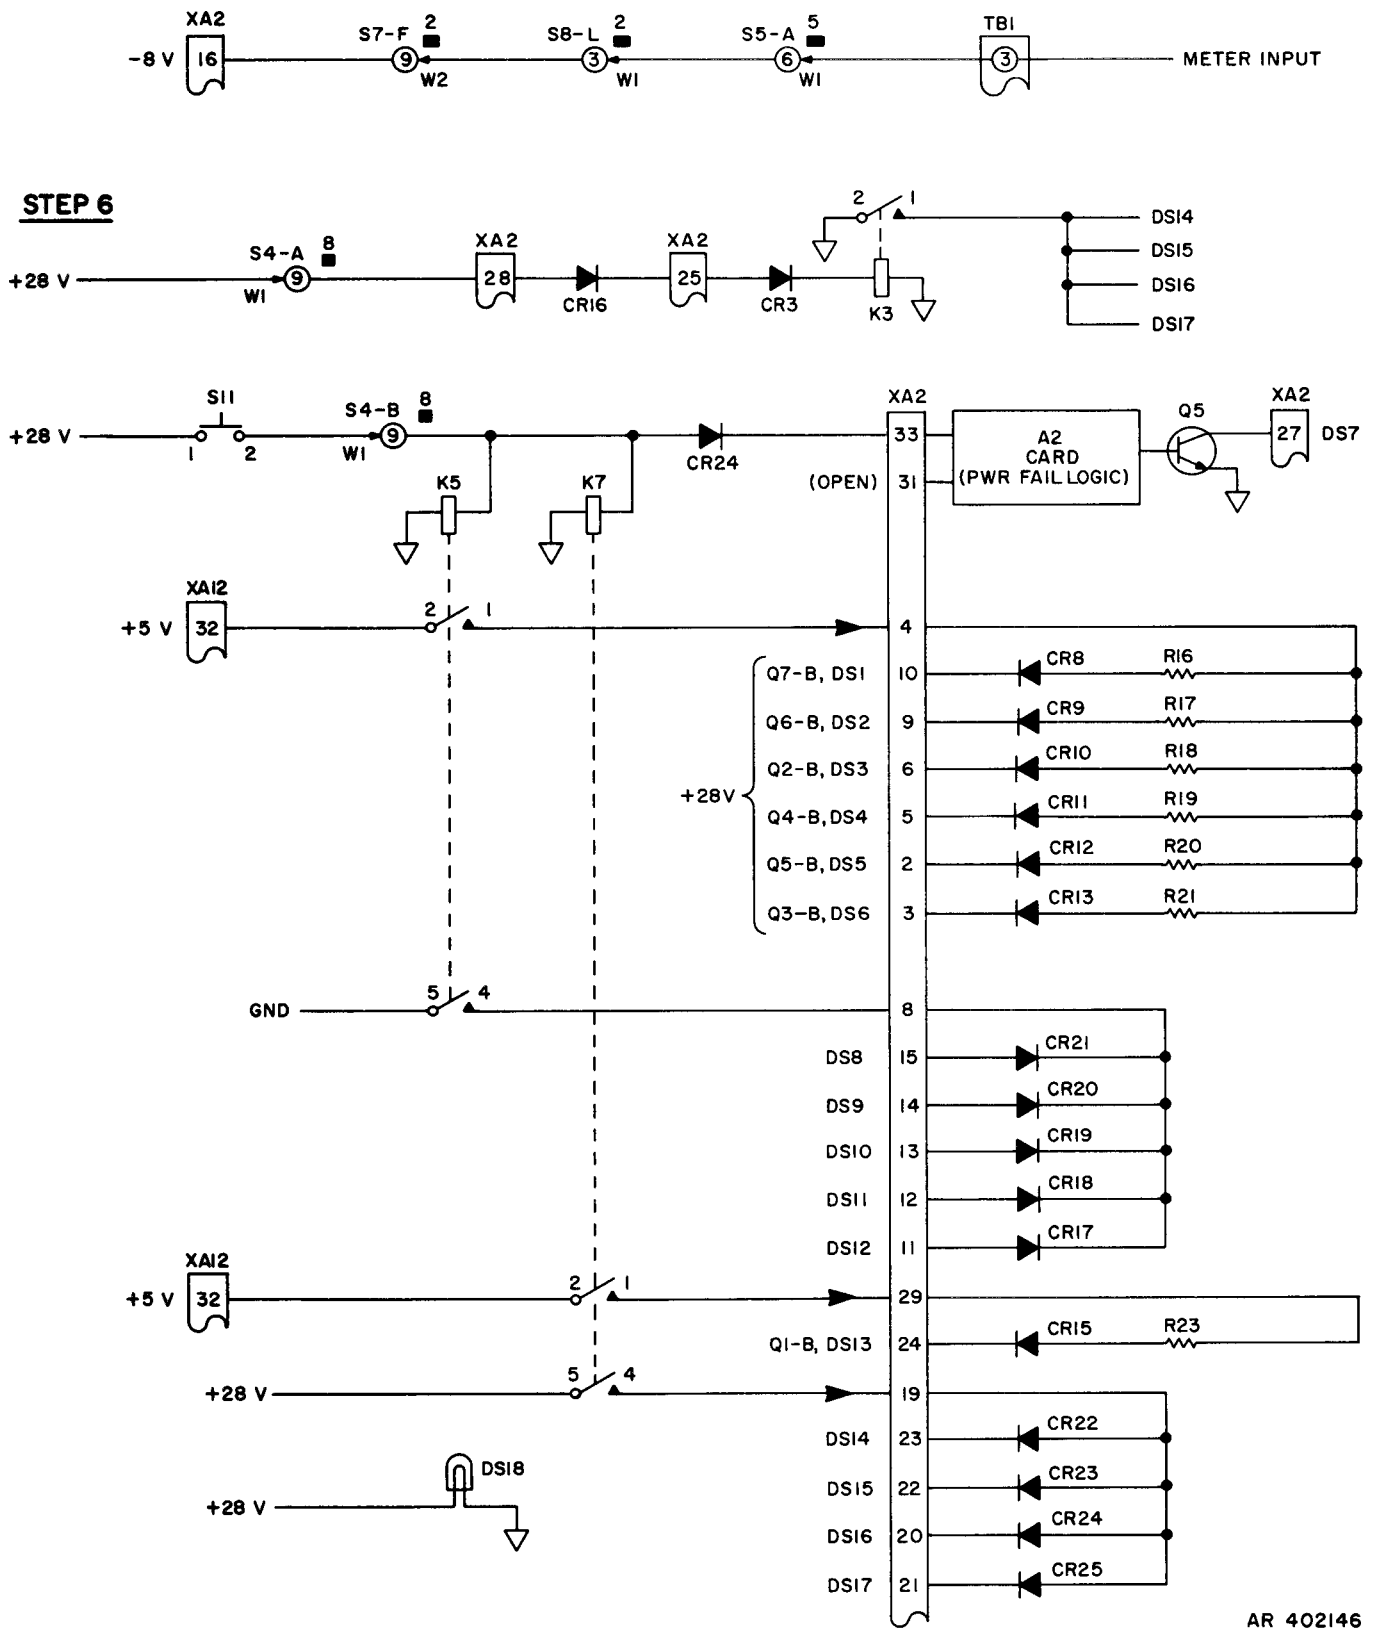 XA2
S7-F 2
S8-L 2
S5-A 5
TB1
-8 V 16 9 3 6 3 METER INPUT
W2 W1 W1
STEP 6
2 1
DS14
DS15
DS16
DS17
S4-A 8
XA2
XA2
+28 V 9 28 25
W1 CR16 CR3 K3
S11
S4-B 8
XA2
Q5
XA2
+28 V 9 33 27 DS7
1 2 W1 CR24
A2
CARD
(PWR FAIL LOGIC)
(OPEN) 31
K5 K7
XA12
2 1
+5 V 32 4
Q7-B, DS1 10 CR8 R16
Q6-B, DS2 9 CR9 R17
Q2-B, DS3 6 CR10 R18
+28V
Q4-B, DS4 5 CR11 R19
Q5-B, DS5 2 CR12 R20
Q3-B, DS6 3 CR13 R21
5 4
GND 8
DS8 15 CR21
DS9 14 CR20
DS10 13 CR19
DS11 12 CR18
DS12 11 CR17
XA12
2 1
+5 V 32 29
Q1-B, DS13 24 CR15 R23
5 4
+28 V 19
DS14 23 CR22
DS18
DS15 22 CR23
+28 V
DS16 20 CR24
DS17 21 CR25
AR 402146